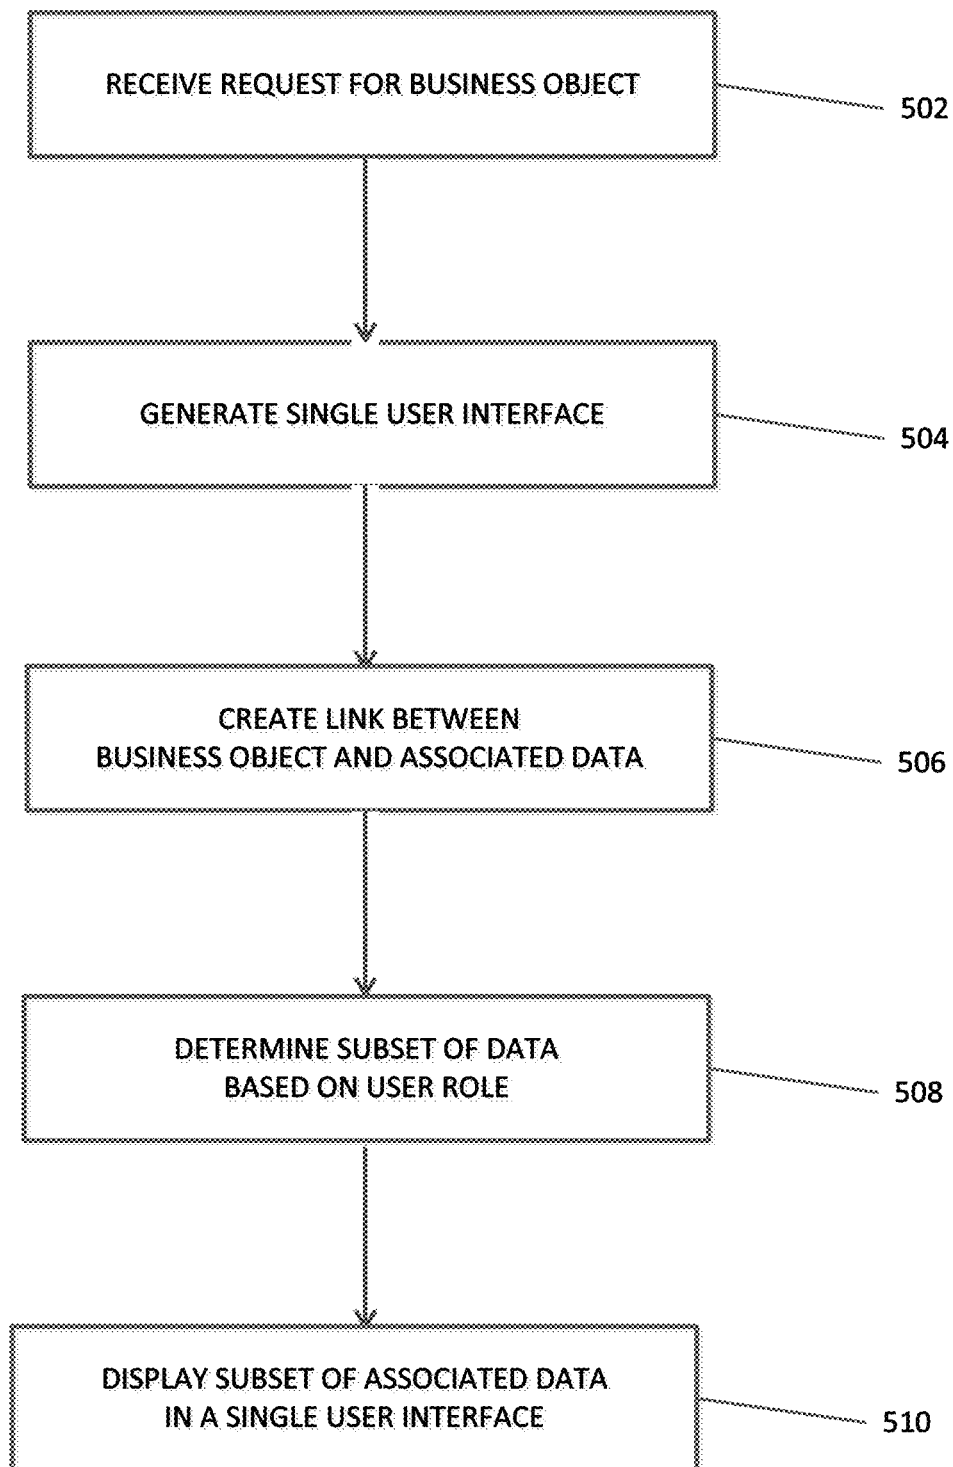 RECEIVE REQUEST FOR BUSINESS OBJECT
502
GENERATE SINGLE USER INTERFACE
504
CREATE LINK BETWEEN
BUSINESS OBJECT AND ASSOCIATED DATA
506
DETERMINE SUBSET OF DATA
BASED ON USER ROLE
508
DISPLAY SUBSET OF ASSOCIATED DATA
IN A SINGLE USER INTERFACE
510